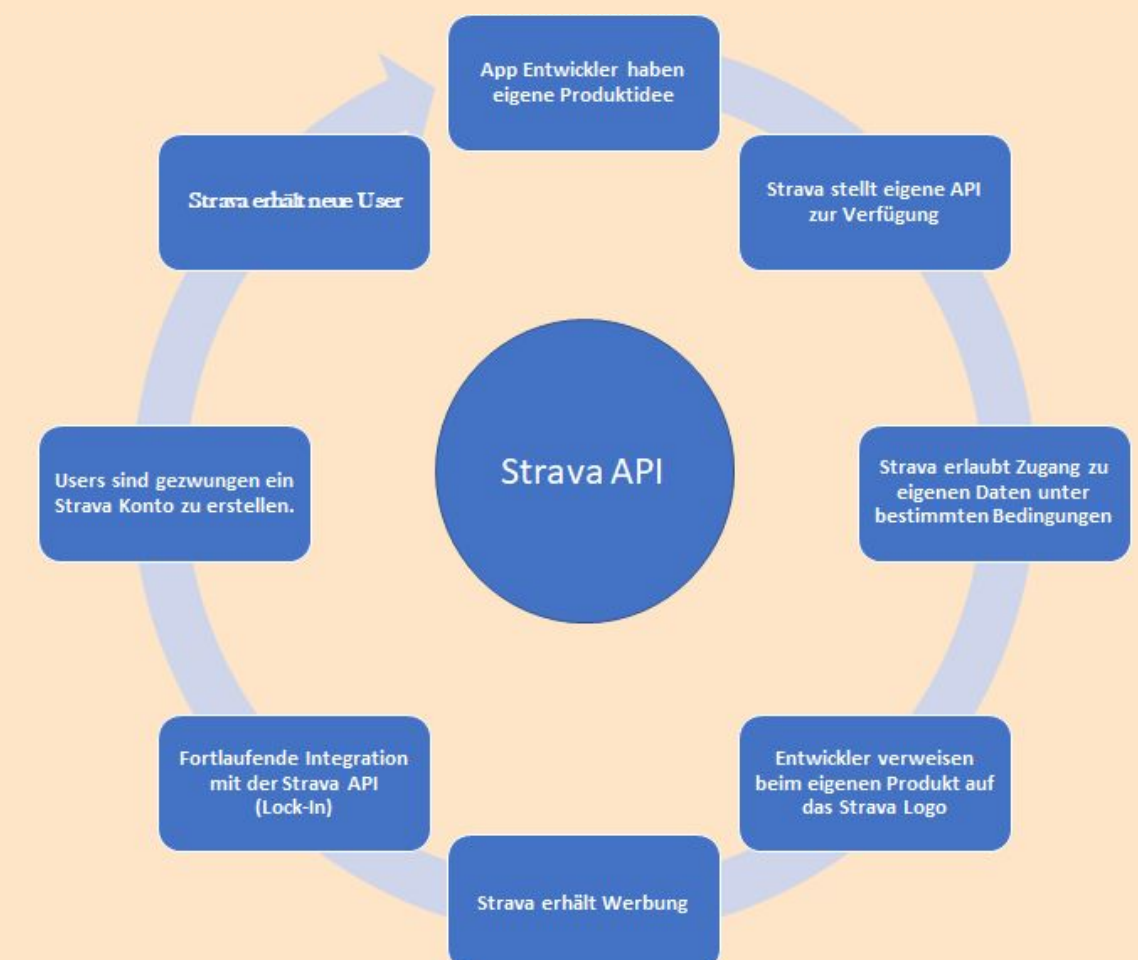 App Entwickler haben
eigene Produktidee
Strava stellt eigene API
zur Verfügung
Strava erlaubt Zugang zu
eigenen Daten unter
bestimmten Bedingungen
Entwickler verweisen
beim eigenen Produkt auf
das Strava Logo
Strava erhält Werbung
Fortlaufende Integration
mit der Strava API
(Lock-In)
Users sind gezwungen ein
Strava Konto zu erstellen.
Strava erhält neue User
Strava API